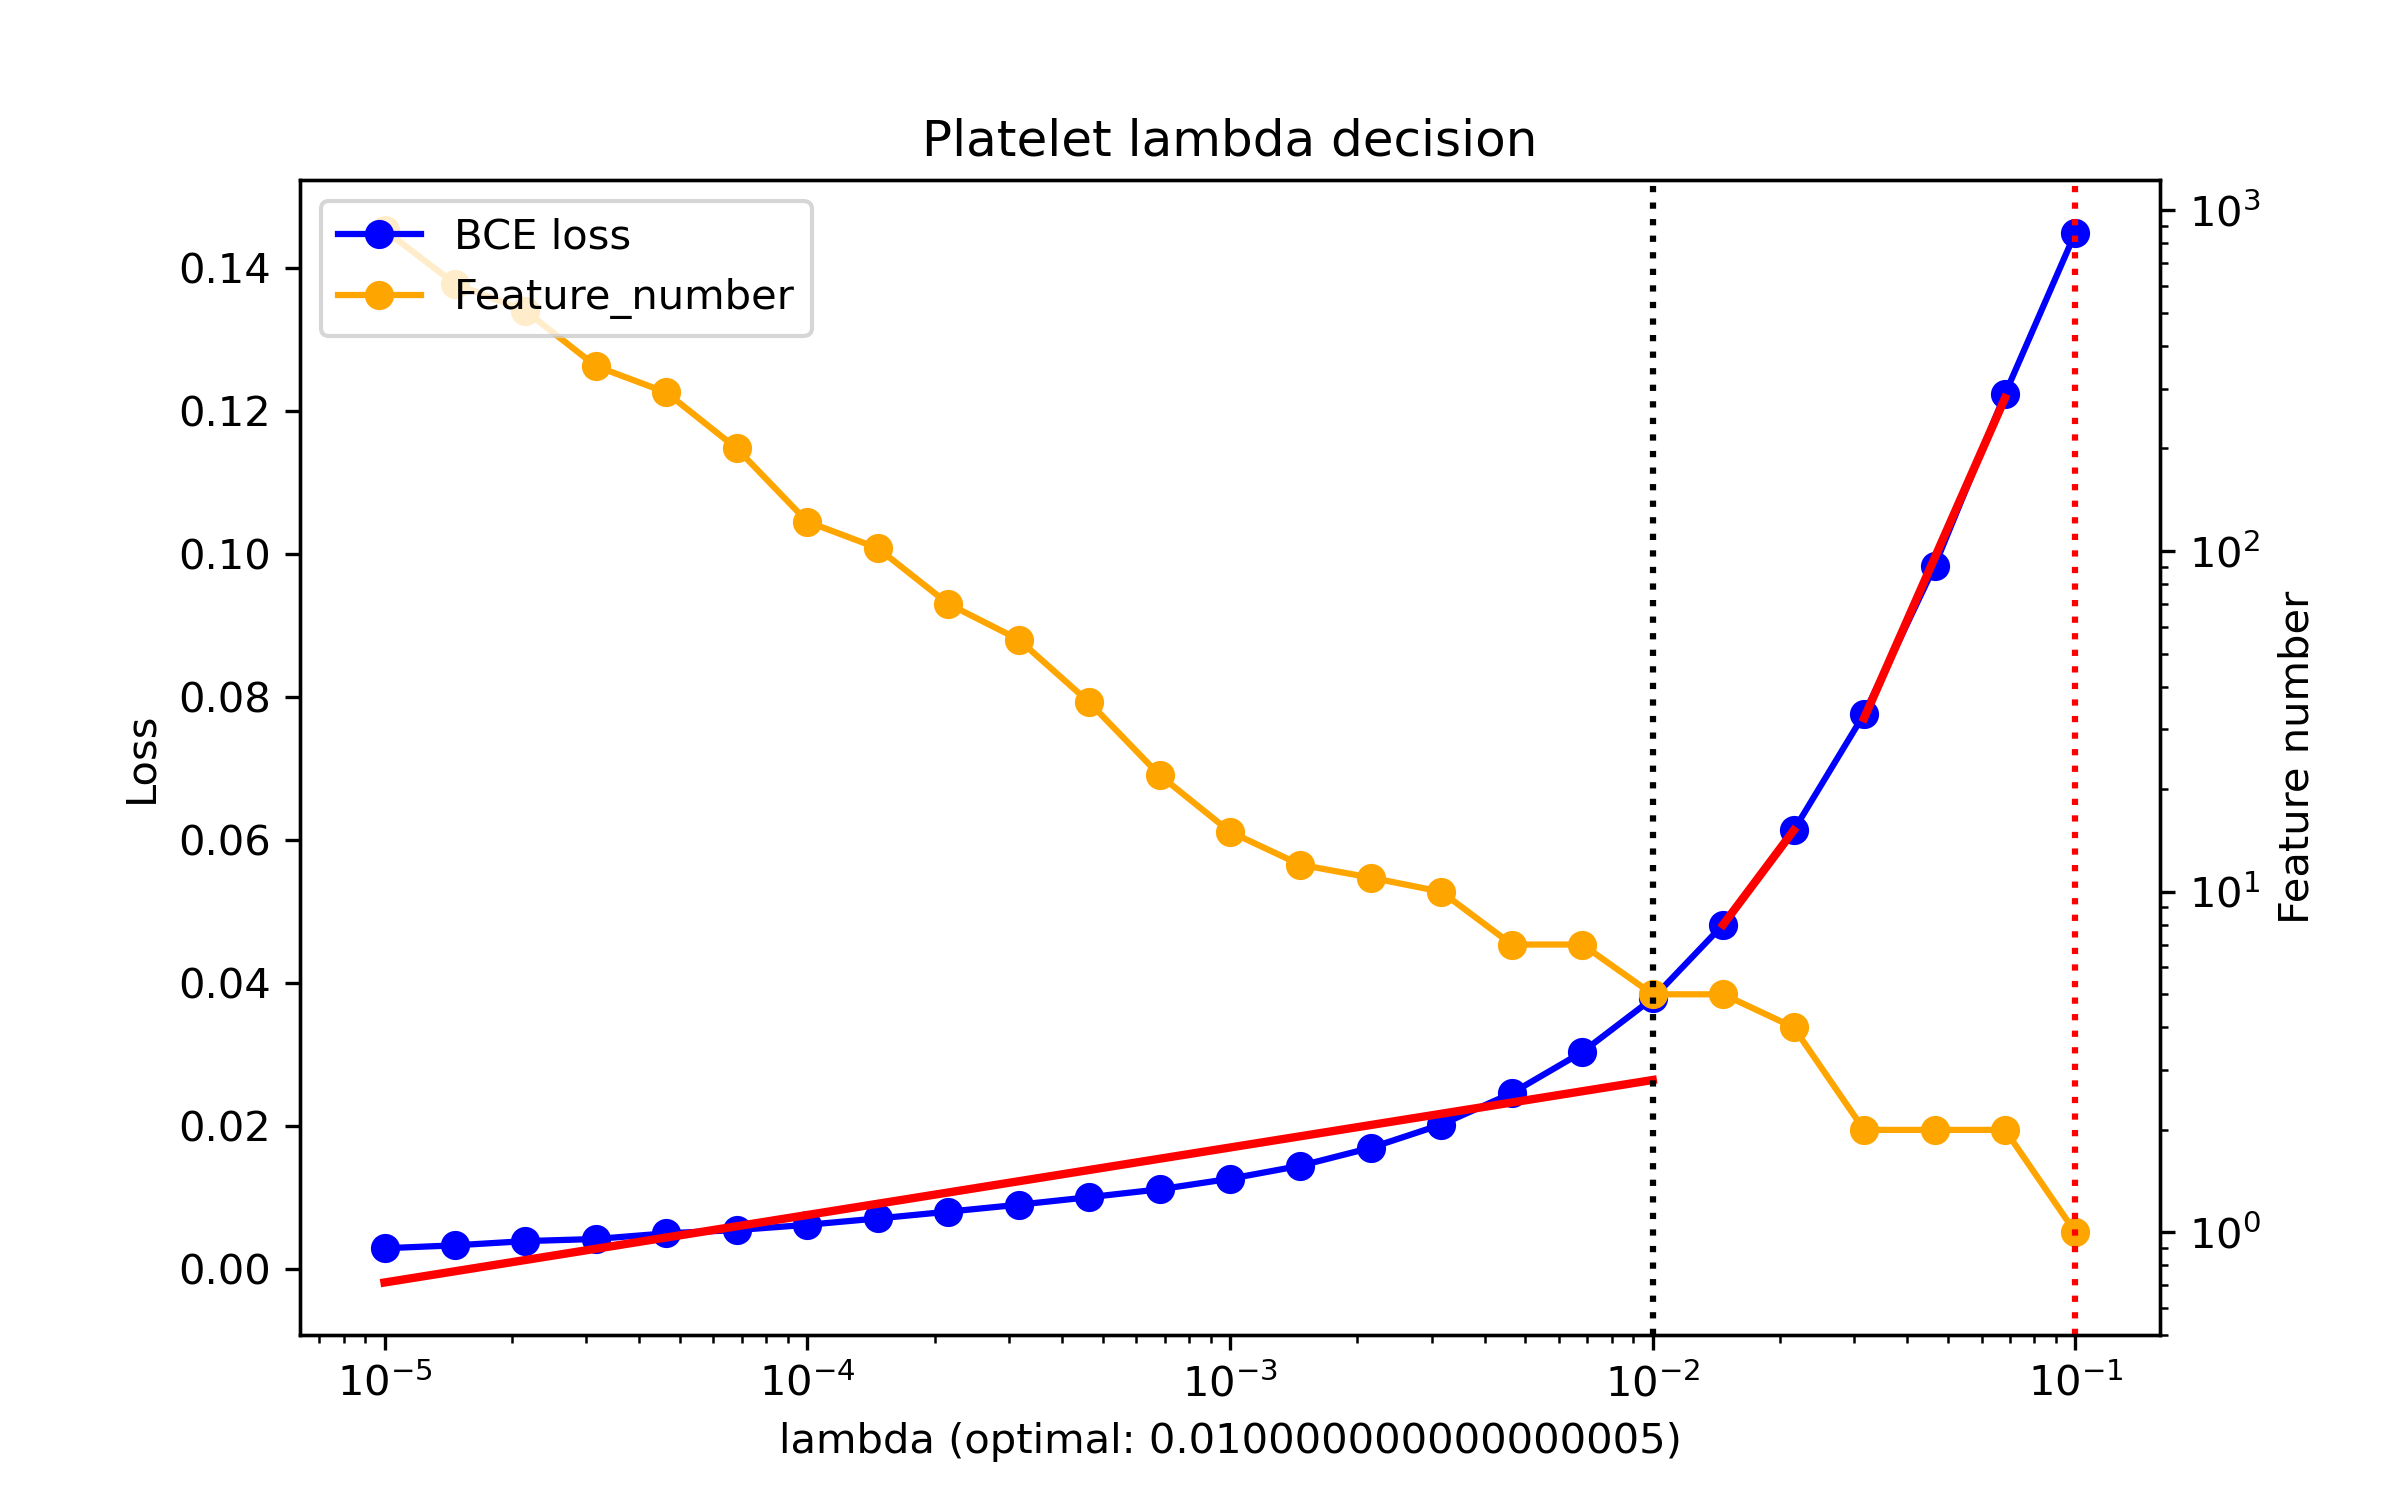 Platelet lambda decision
BCE loss
Feature_number
0.14
0.12
0.10
0.08
0.06
0.04
0.02
0.00
Loss
10³
10²
10¹
10⁰
Feature number
10⁻⁵ 10⁻⁴ 10⁻³ 10⁻² 10⁻¹
lambda (optimal: 0.010000000000000005)